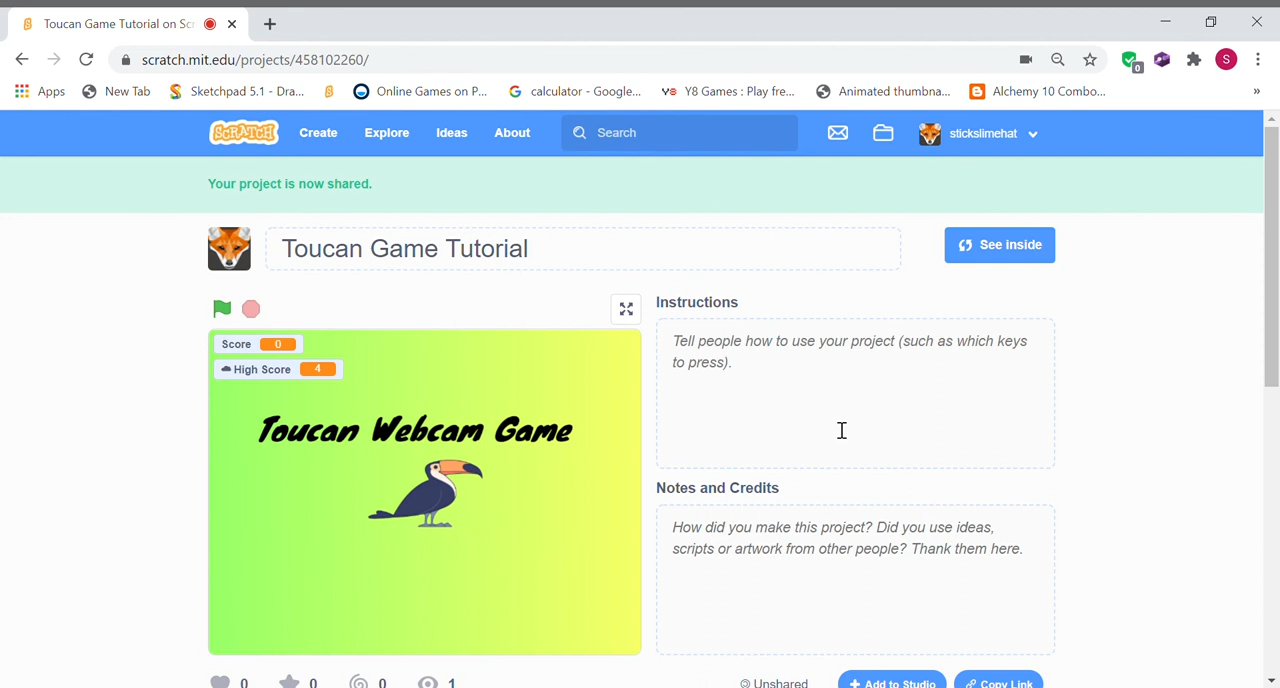 Toucan Game Tutorial on Scr
scratch.mit.edu/projects/458102260/
0
S
Apps
New Tab
Sketchpad 5.1 - Dra...
Online Games on P...
calculator - Google...
Y8 Games : Play fre...
Animated thumbna...
Alchemy 10 Combo...
»
SCRATCH
Create
Explore
Ideas
About
Search
stickslimehat
Your project is now shared.
Toucan Game Tutorial
See inside
Score 0
High Score 4
Toucan Webcam Game
Instructions
Tell people how to use your project (such as which keys
to press).
Notes and Credits
How did you make this project? Did you use ideas,
scripts or artwork from other people? Thank them here.
0
0
0
1
Unshared
Add to Studio
Copy Link